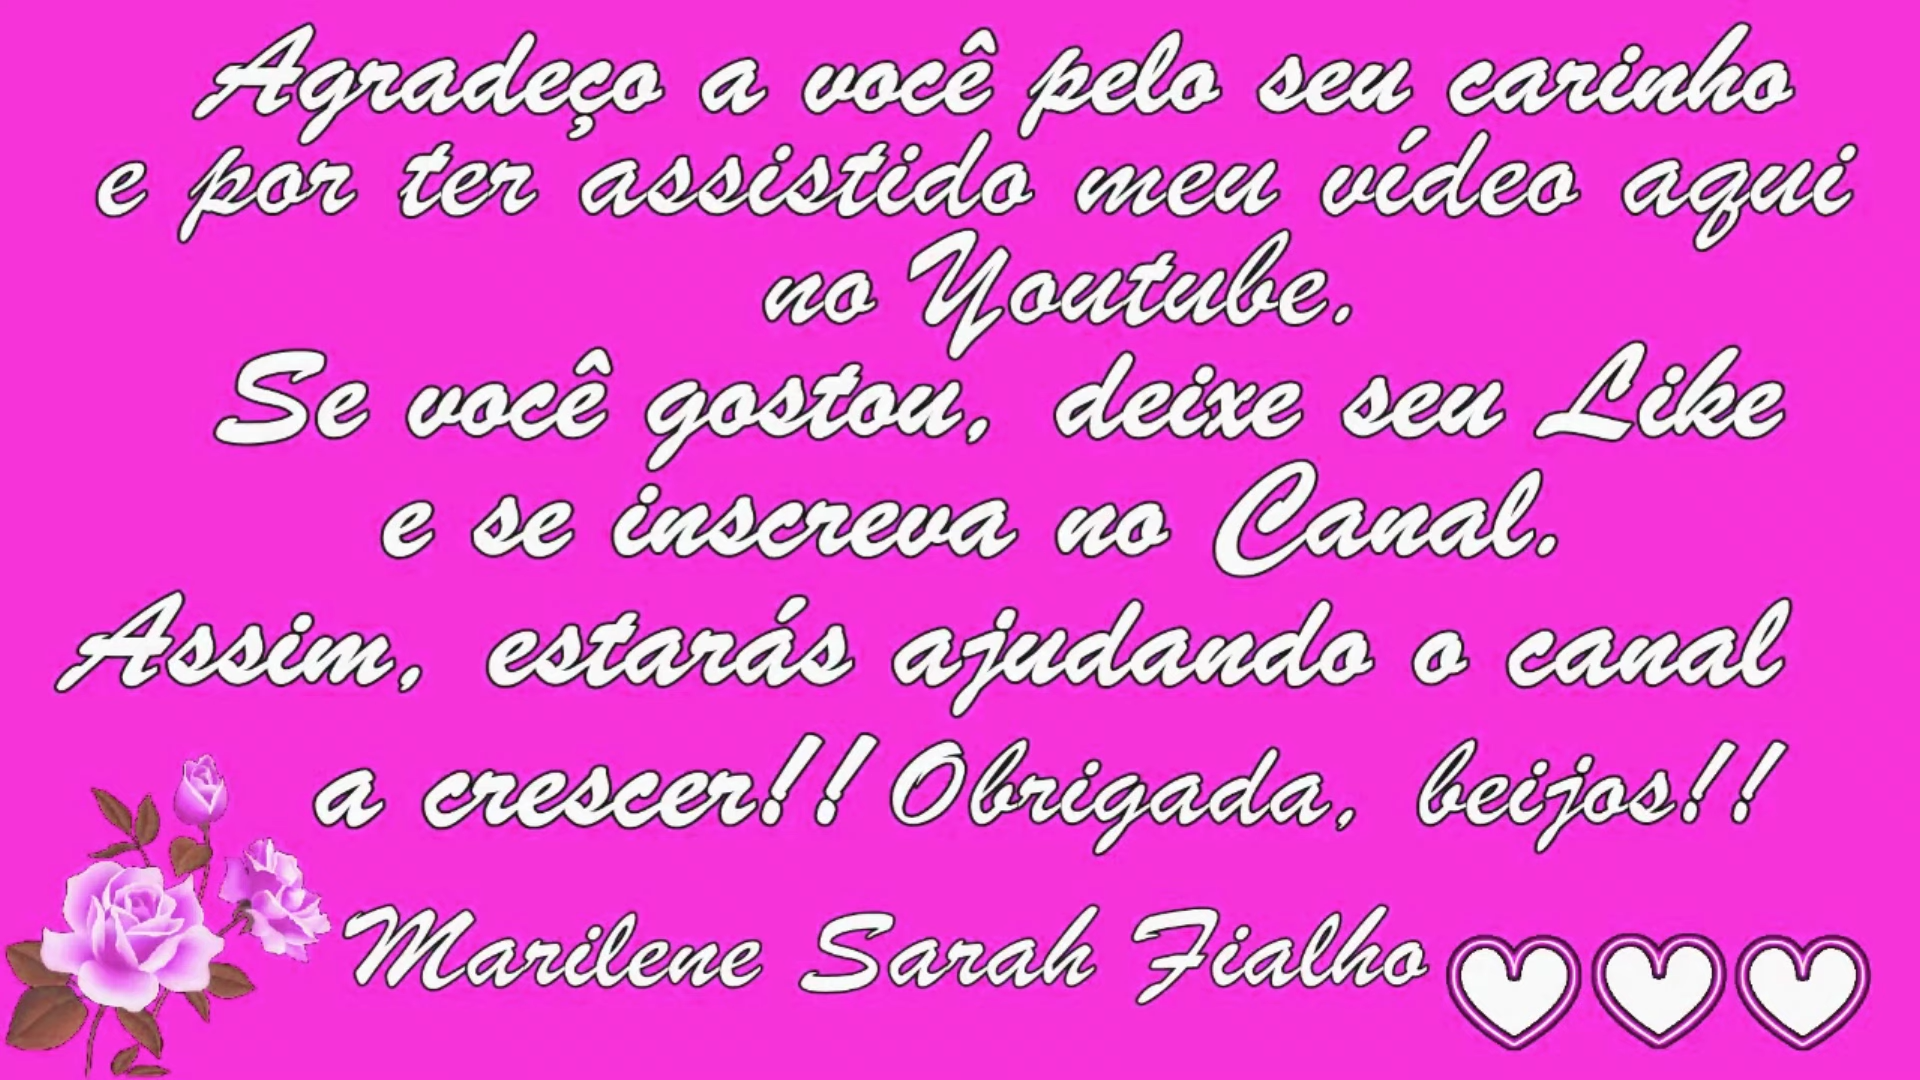 Agradeço a você pelo seu carinho
e por ter assistido meu vídeo aqui
no Youtube.
Se você gostou, deixe seu Like
e se inscreva no Canal.
Assim, estarás ajudando o canal
a crescer!! Obrigada, beijos!!
Marilene Sarah Fialho